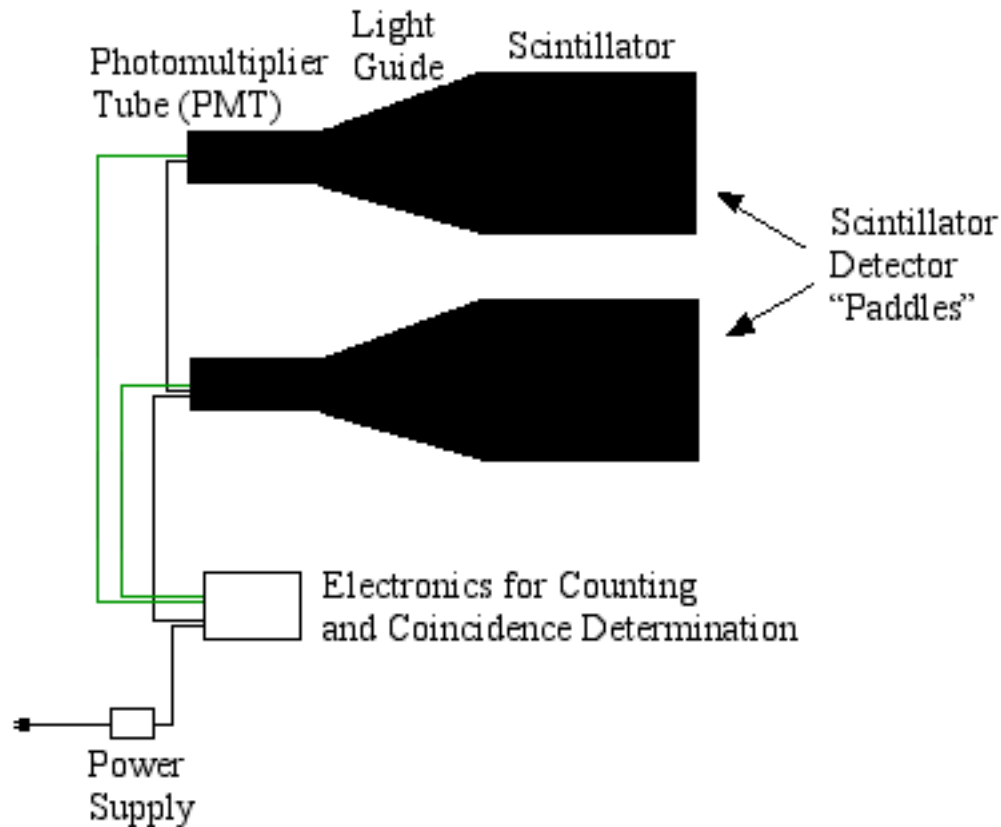 Light
Guide
Scintillator
Photomultiplier
Tube (PMT)
Scintillator
Detector
“Paddles”
Electronics for Counting
and Coincidence Determination
Power
Supply